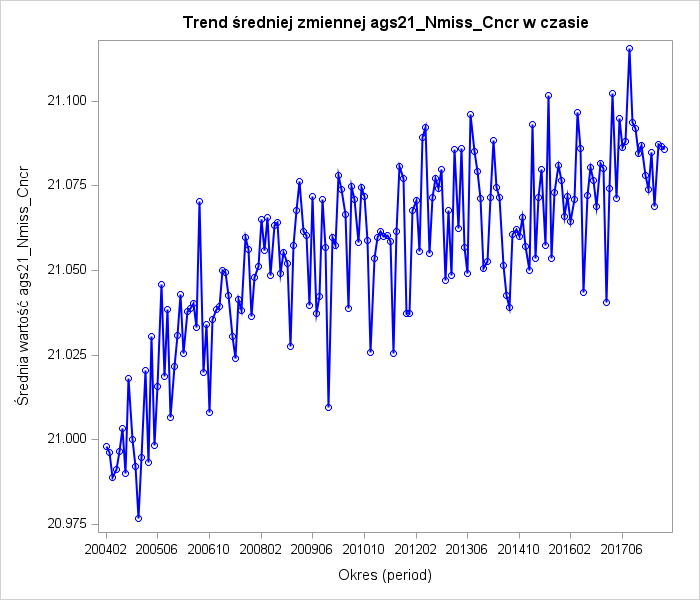 Trend średniej zmiennej ags21_Nmiss_Cncr w czasie
Średnia wartość ags21_Nmiss_Cncr
21.100
21.075
21.050
21.025
21.000
20.975
200402 200506 200610 200802 200906 201010 201202 201306 201410 201602 201706
Okres (period)